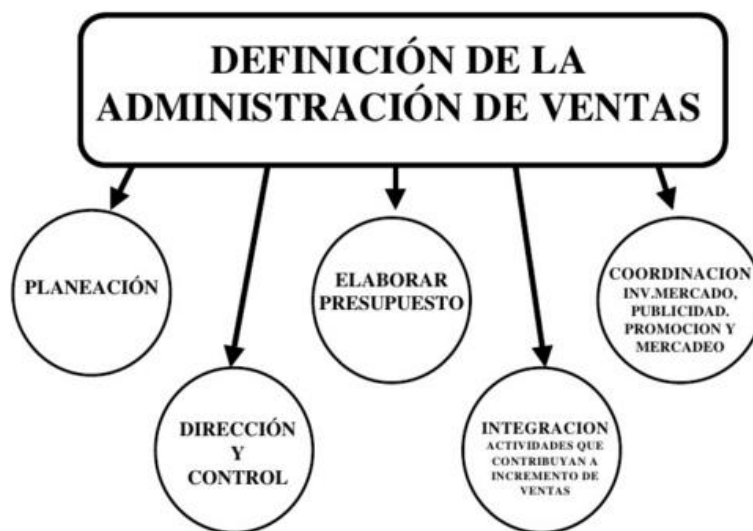 DEFINICIÓN DE LA
ADMINISTRACIÓN DE VENTAS
PLANEACIÓN
ELABORAR
PRESUPUESTO
COORDINACION
INV.MERCADO,
PUBLICIDAD.
PROMOCION Y
MERCADEO
DIRECCIÓN
Y
CONTROL
INTEGRACION
ACTIVIDADES QUE
CONTRIBUYAN A
INCREMENTO DE
VENTAS